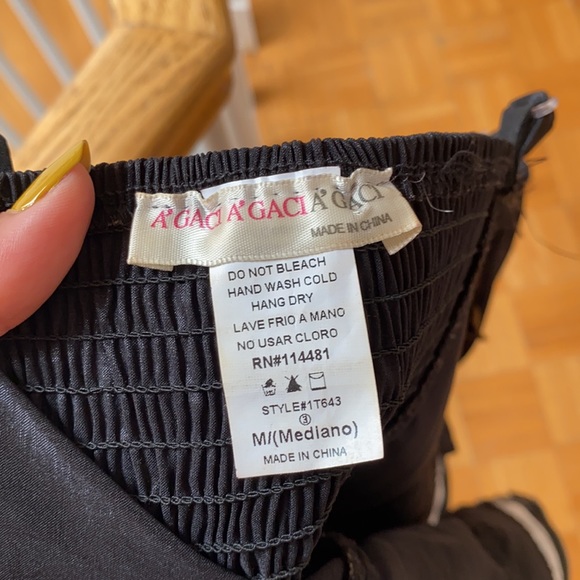 A'GACI A'GACI A'GACI
MADE IN CHINA
DO NOT BLEACH
HAND WASH COLD
HANG DRY
LAVE FRIO A MANO
NO USAR CLORO
RN#114481
STYLE#1T643
③
M/(Mediano)
MADE IN CHINA